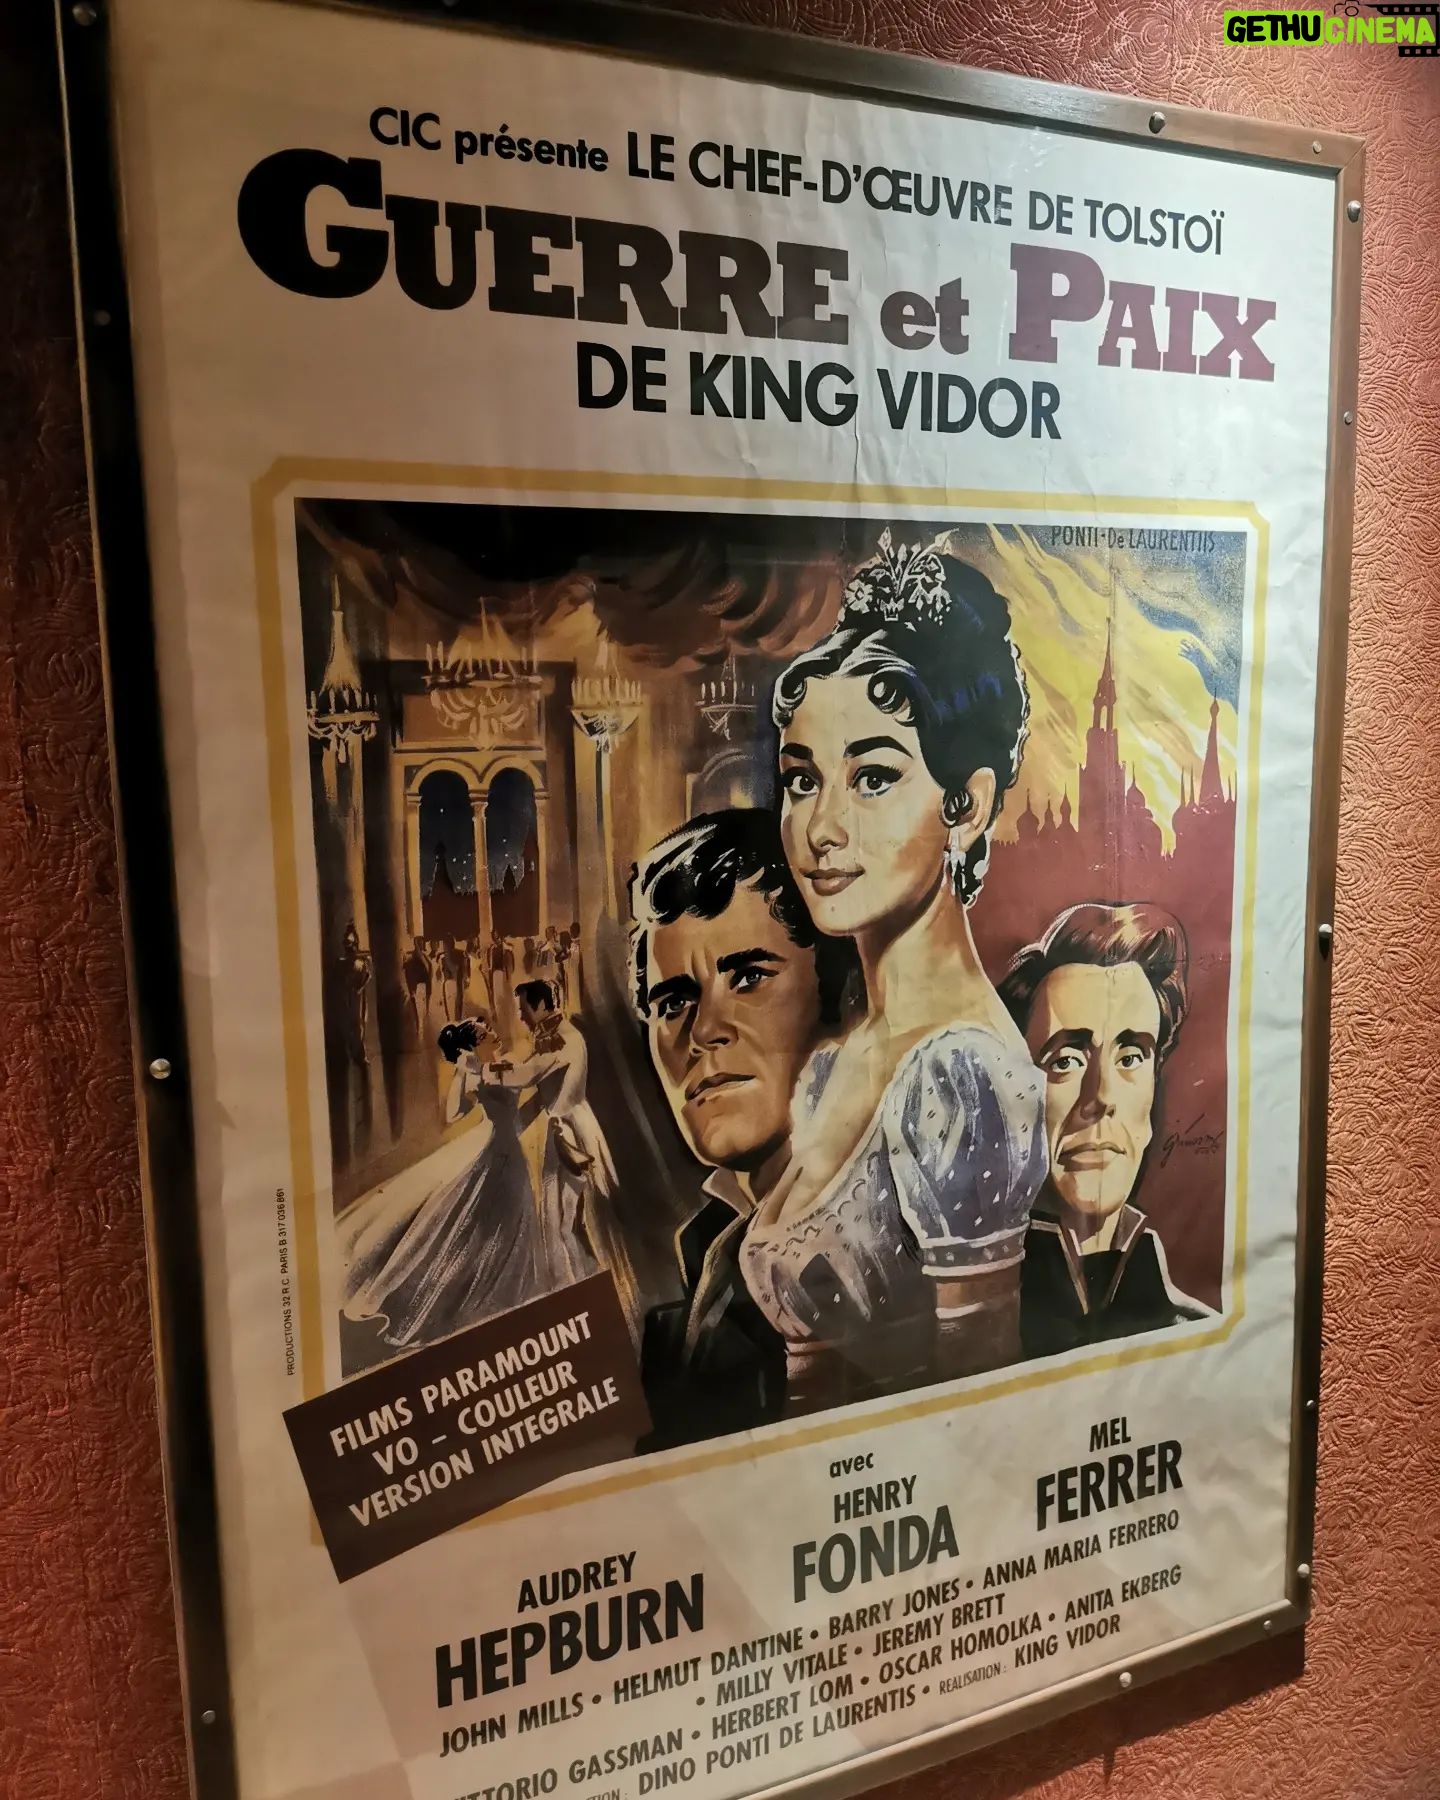 GETHUCINEMA
CIC présente LE CHEF-D'ŒUVRE DE TOLSTOÏ
GUERRE et PAIX
DE KING VIDOR
PONTI-De LAURENTIIS
PRODUCTIONS 32 R.C. PARIS B 317 036 861
FILMS PARAMOUNT
VO - COULEUR
VERSION INTEGRALE
AUDREY
HEPBURN
avec
HENRY
FONDA
MEL
FERRER
JOHN MILLS • HELMUT DANTINE • BARRY JONES • ANNA MARIA FERRERO
• MILLY VITALE • JEREMY BRETT
VITTORIO GASSMAN • HERBERT LOM • OSCAR HOMOLKA • ANITA EKBERG
DINO PONTI DE LAURENTIS • REALISATION : KING VIDOR